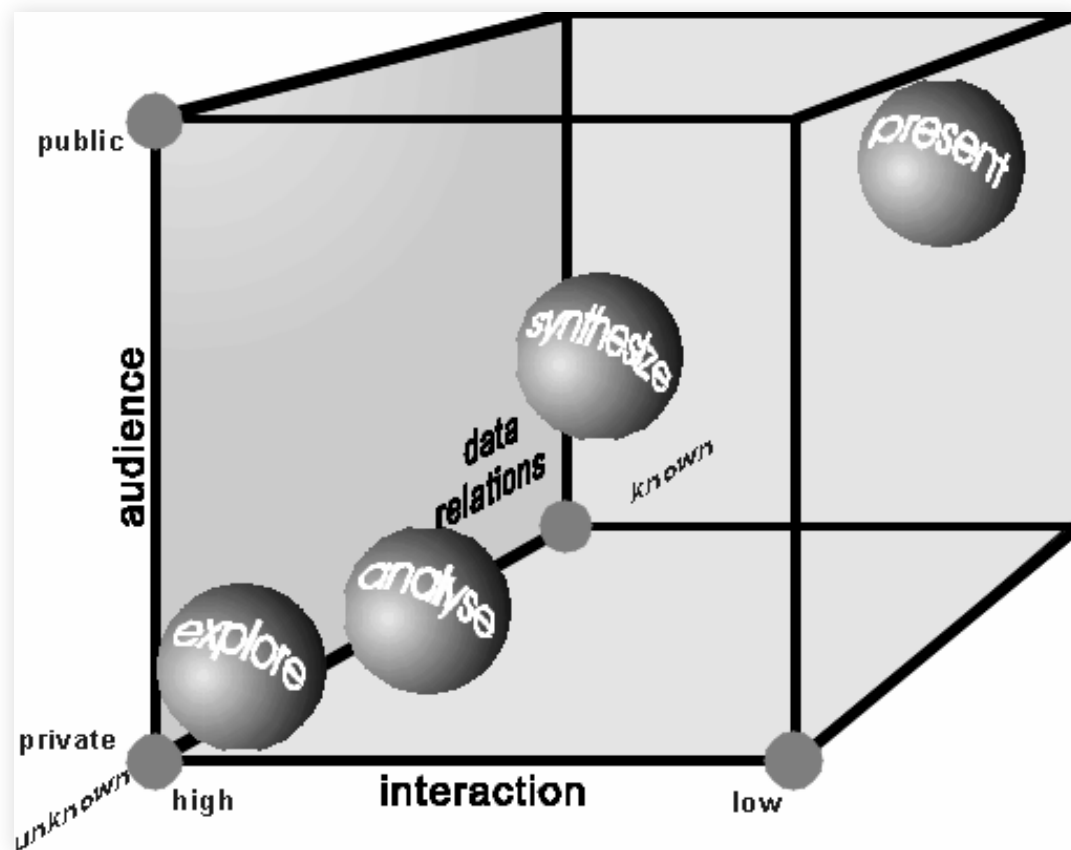 present
public
synthesize
audience
data
relations
known
analyse
explore
private
unknown
high
interaction
low